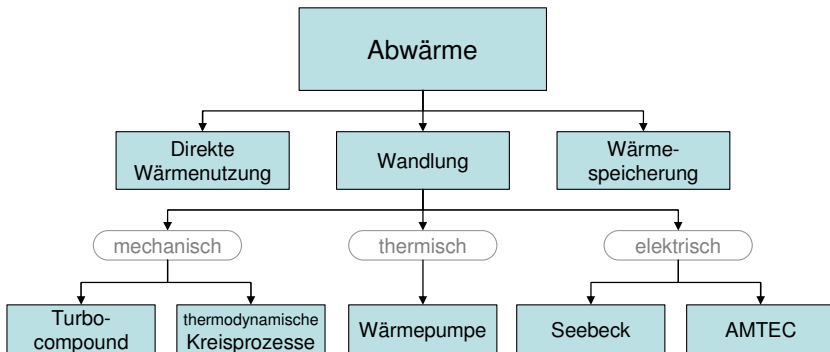 Abwärme
Direkte
Wärmenutzung
Wandlung
Wärme-
speicherung
mechanisch
thermisch
elektrisch
Turbo-
compound
thermodynamische
Kreisprozesse
Wärmepumpe
Seebeck
AMTEC